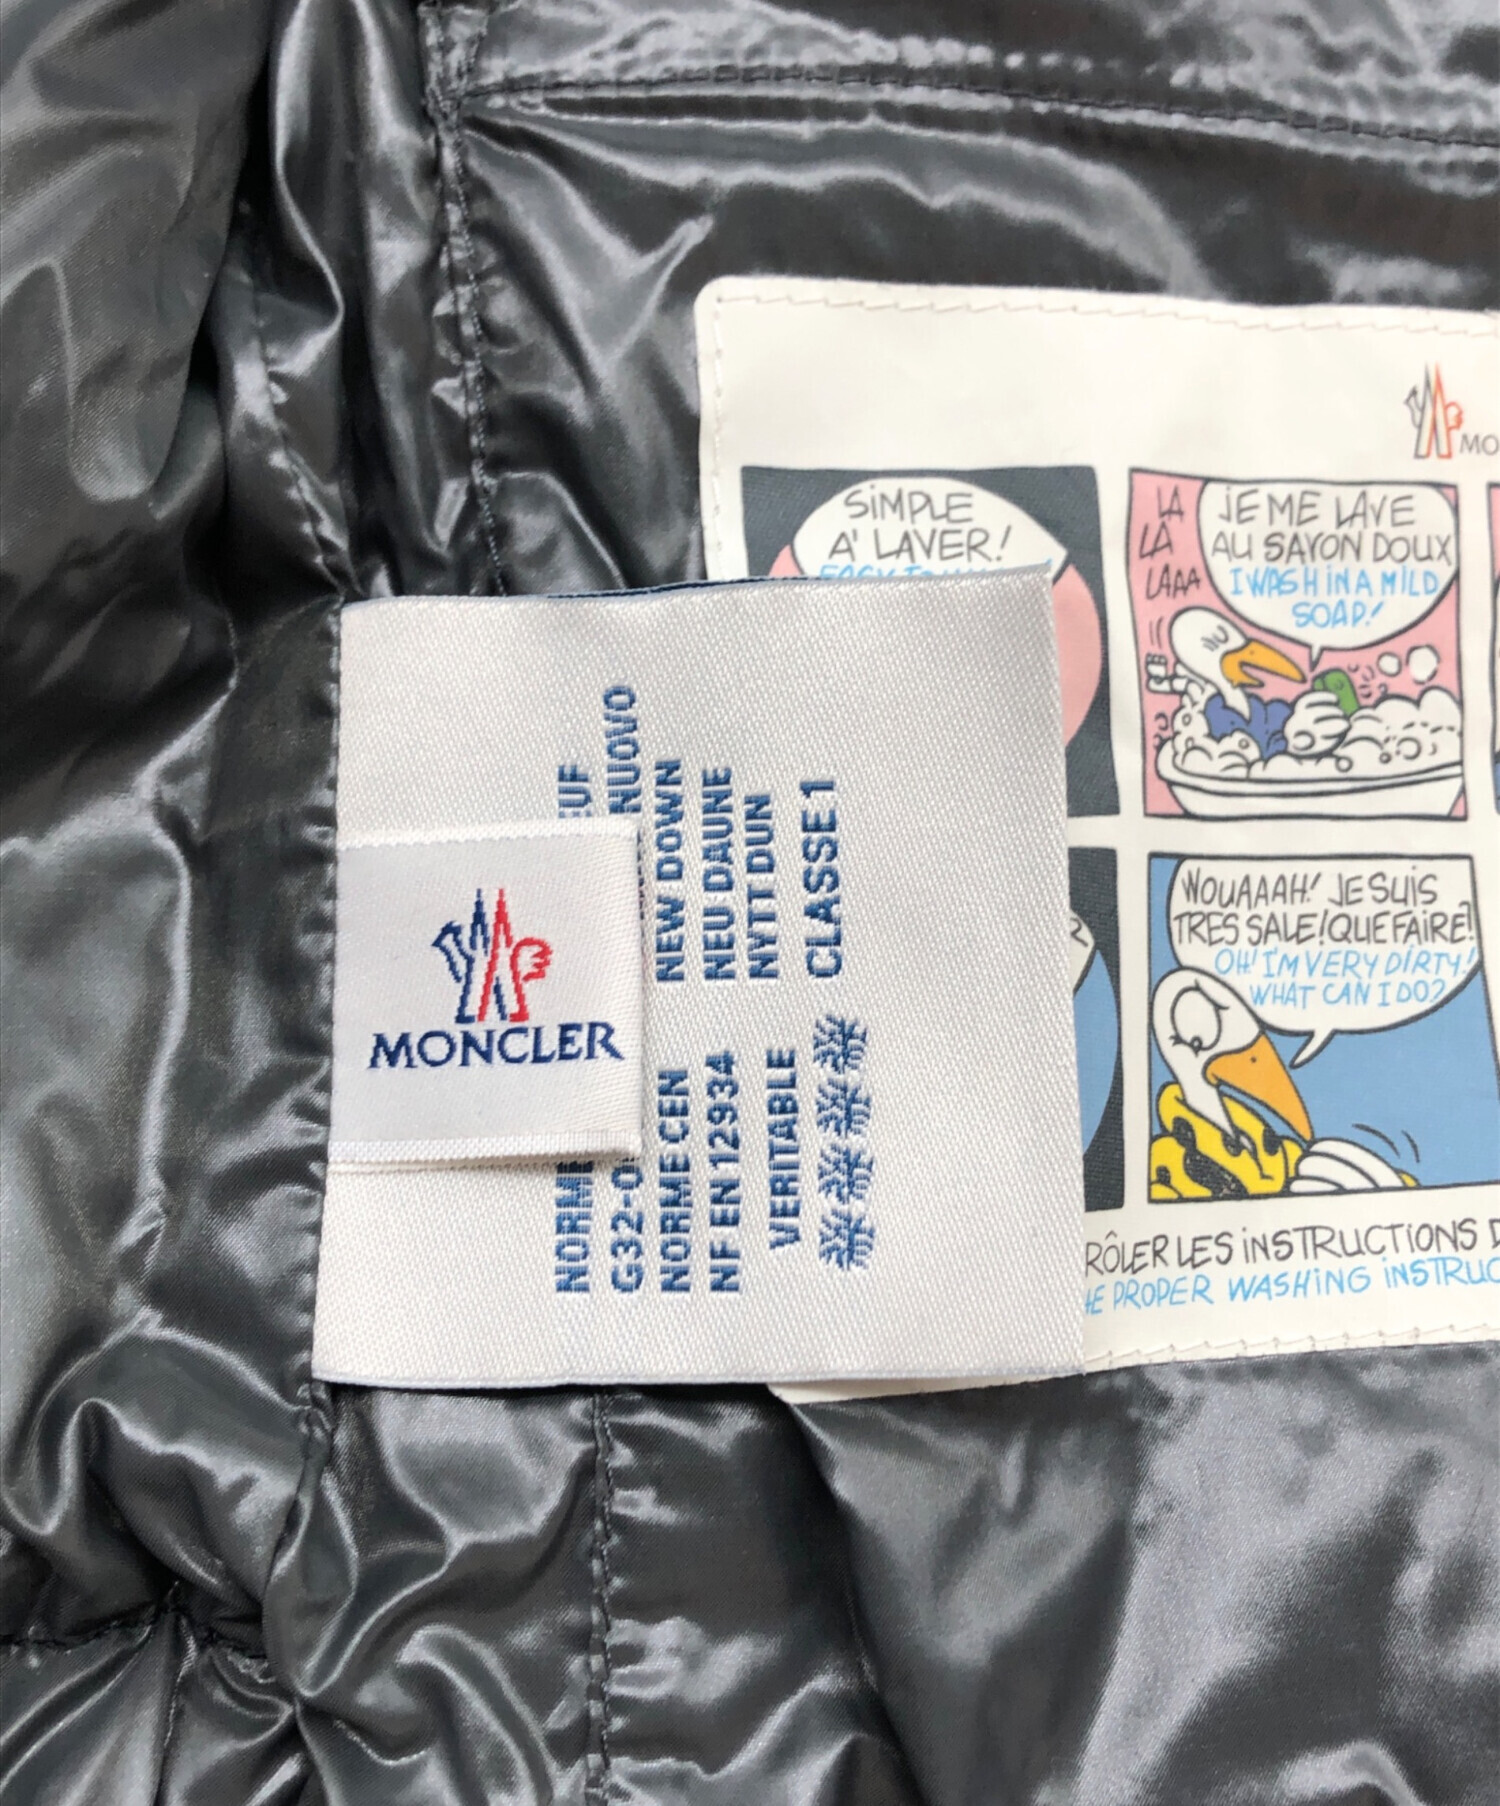 MO
SIMPLE
A' LAVER!
LA
LA
LAAA
JE ME LAVE
AU SAVON DOUX
I WASH IN A MILD
SOAP!
NUOVO
NEW DOWN
NEU DAUNE
NYTT DUN
CLASSE 1
MONCLER
NORME
G32-0
NORME CEN
NF EN 12934
VERITABLE
WOUAAAH! JE SUIS
TRES SALE! QUE FAIRE?
OH! I'M VERY DIRTY!
WHAT CAN I DO?
RÔLER LES INSTRUCTIONS D
E PROPER WASHING INSTRUC